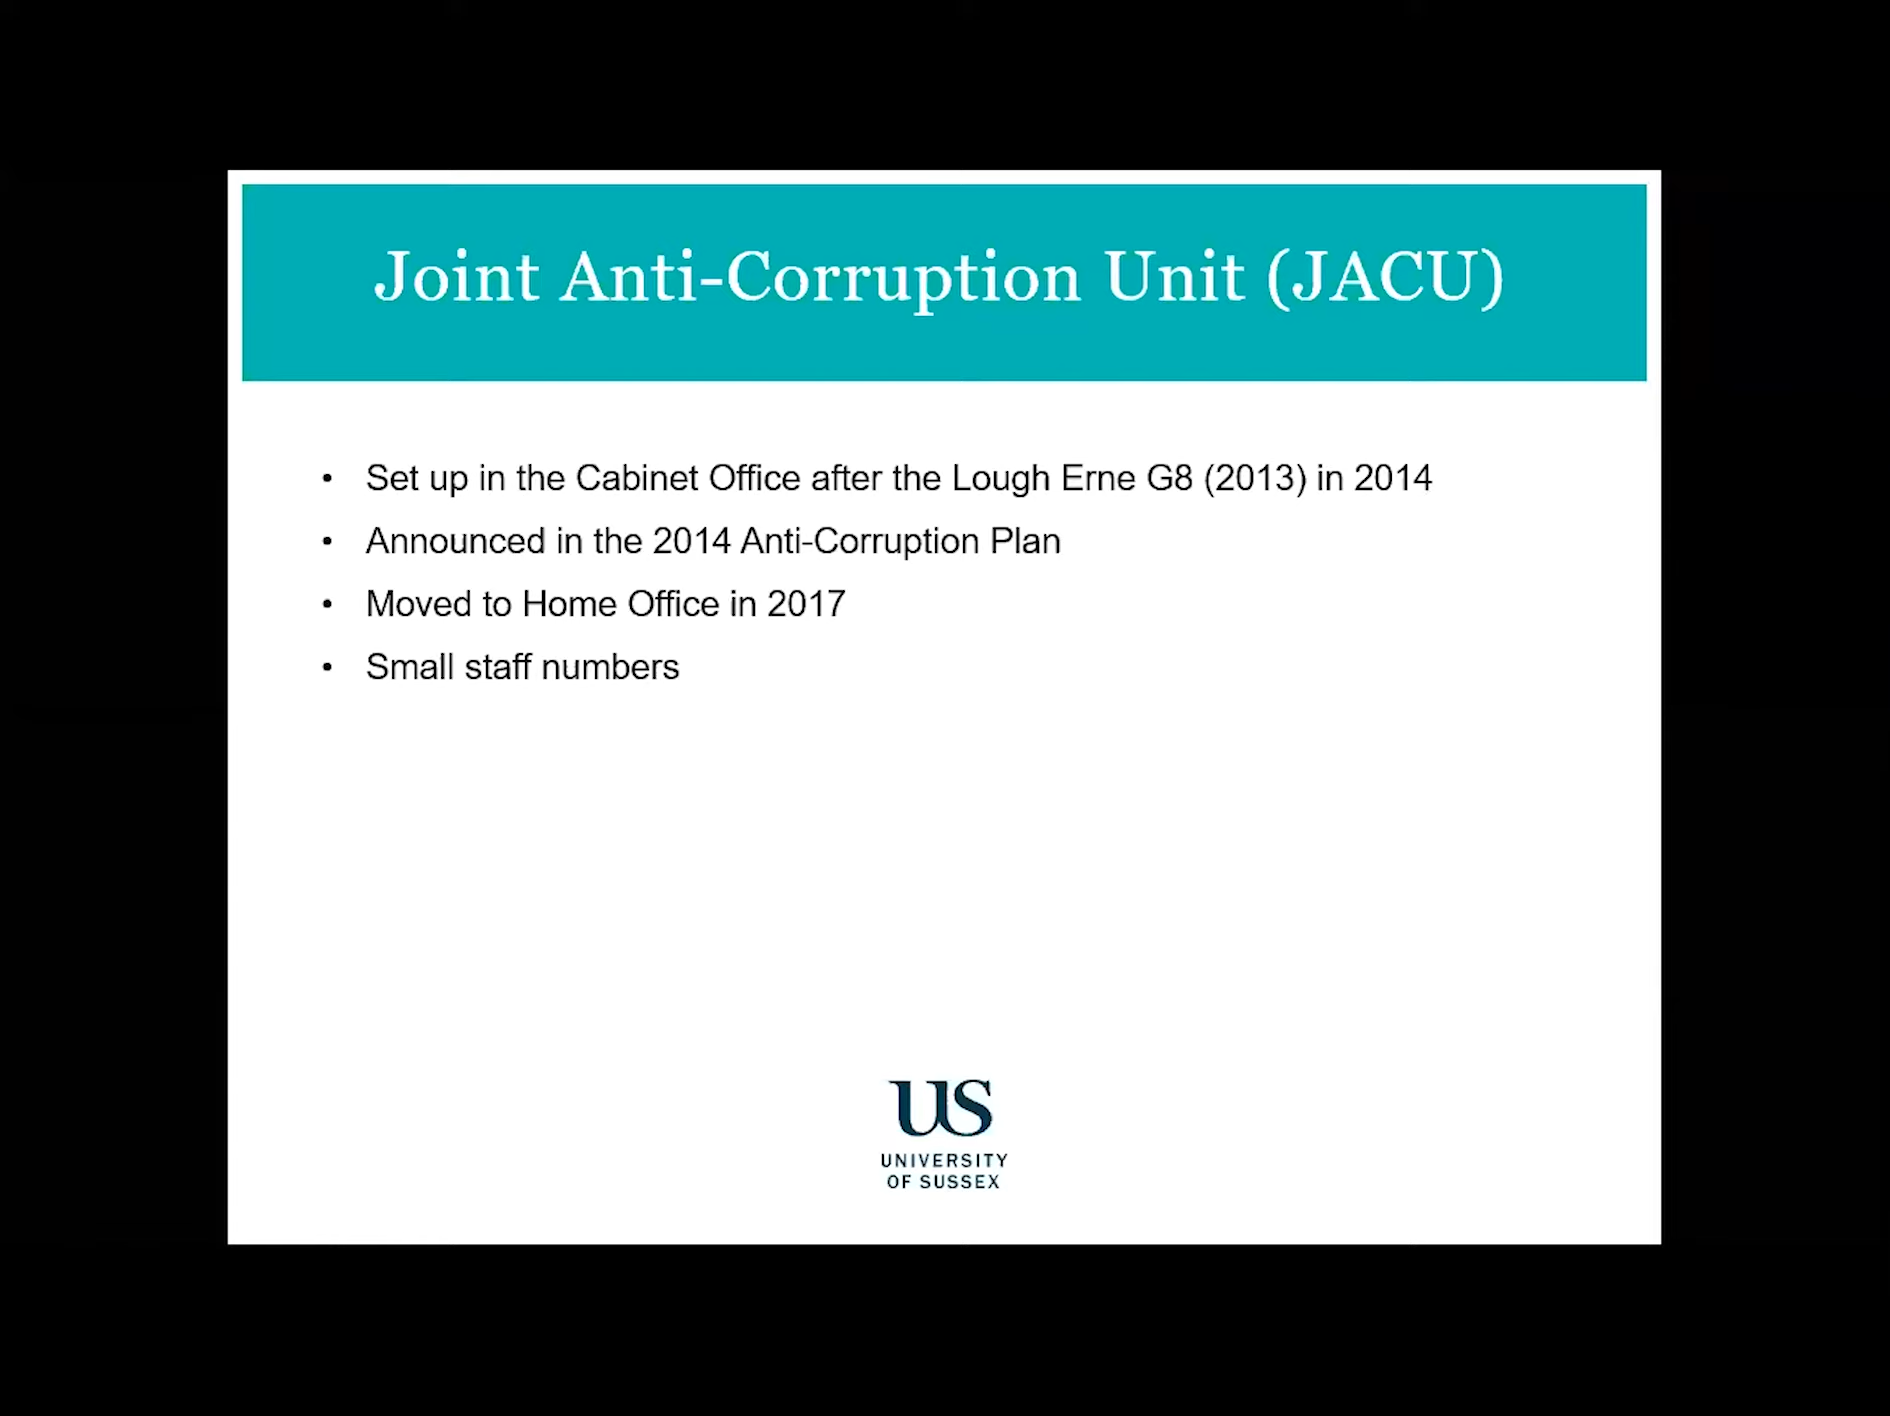 Joint Anti-Corruption Unit (JACU)
• Set up in the Cabinet Office after the Lough Erne G8 (2013) in 2014
• Announced in the 2014 Anti-Corruption Plan
• Moved to Home Office in 2017
• Small staff numbers
US
UNIVERSITY
OF SUSSEX